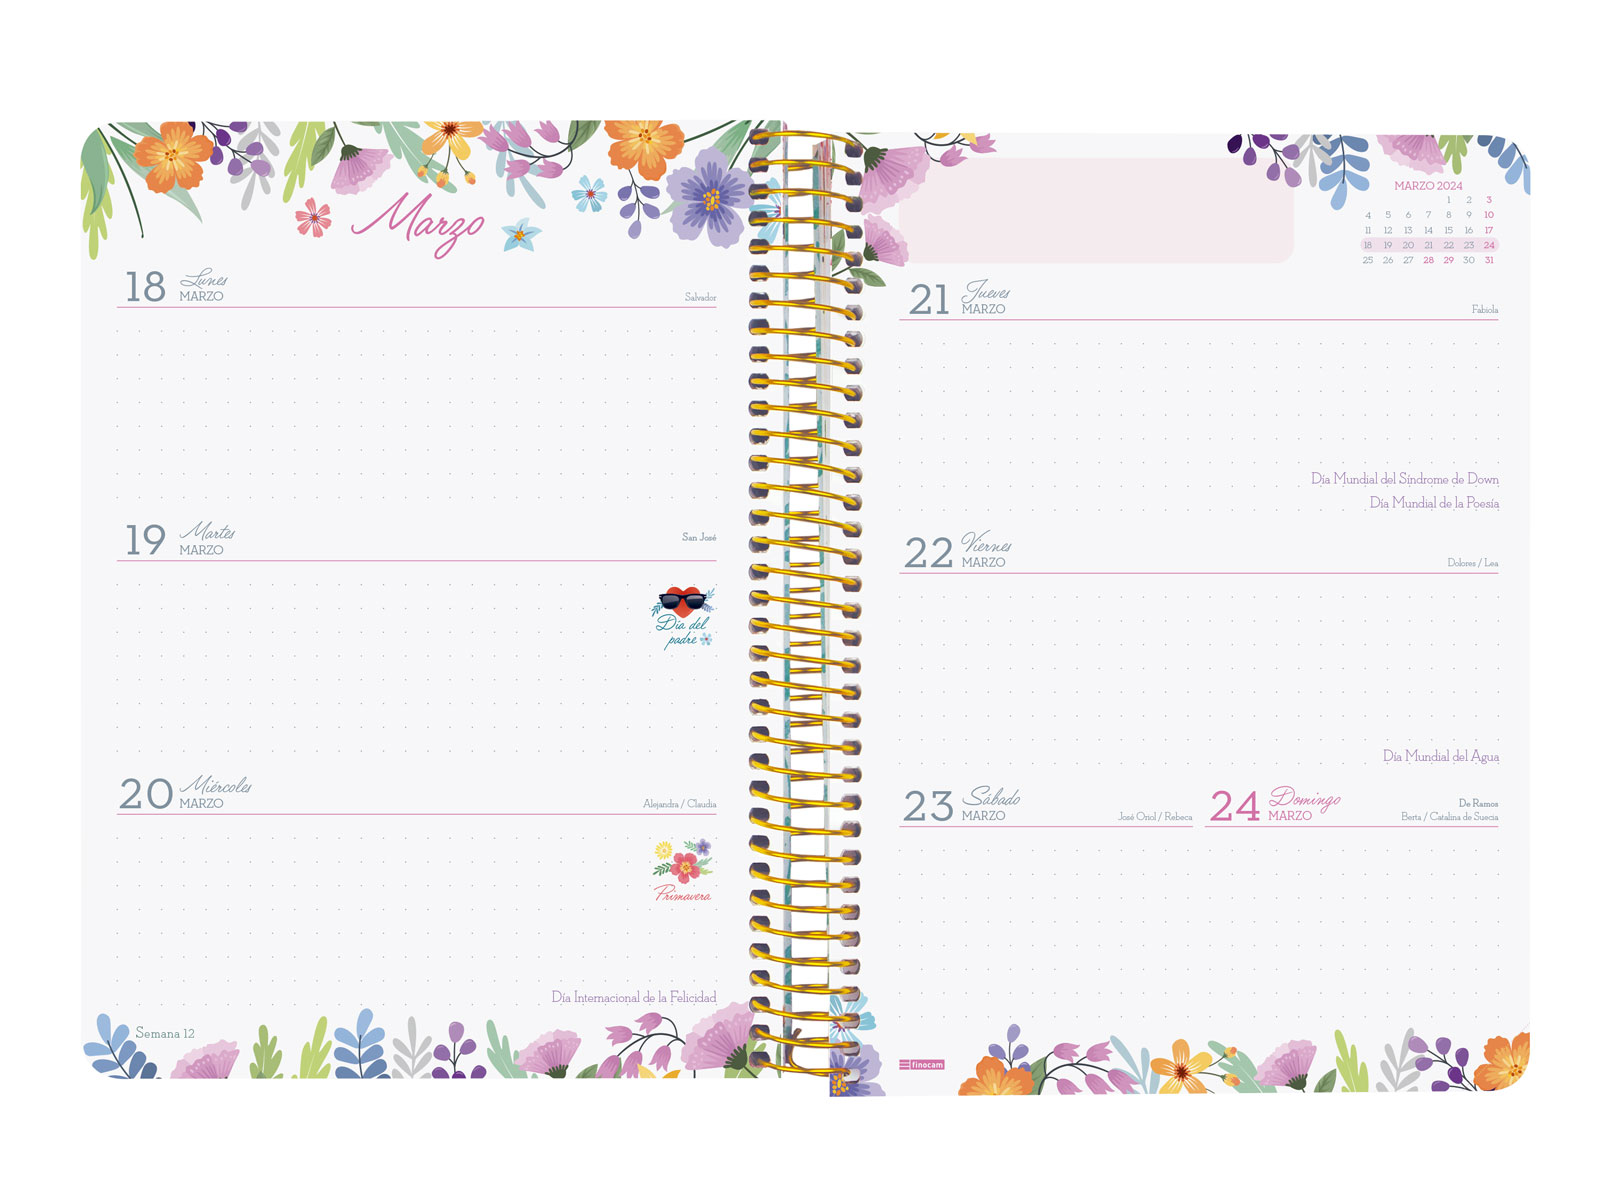 Marzo
18 Lunes
MARZO
Salvador
19 Martes
MARZO
San José
Día del
padre
20 Miércoles
MARZO
Alejandra / Claudia
Primavera
Día Internacional de la Felicidad
Semana 12
MARZO 2024
1 2 3
4 5 6 7 8 9 10
11 12 13 14 15 16 17
18 19 20 21 22 23 24
25 26 27 28 29 30 31
21 Jueves
MARZO
Fabiola
Día Mundial del Síndrome de Down
Día Mundial de la Poesía
22 Viernes
MARZO
Dolores / Lea
Día Mundial del Agua
23 Sábado
MARZO
José Oriol / Rebeca
24 Domingo
MARZO
De Ramos
Berta / Catalina de Suecia
finocam